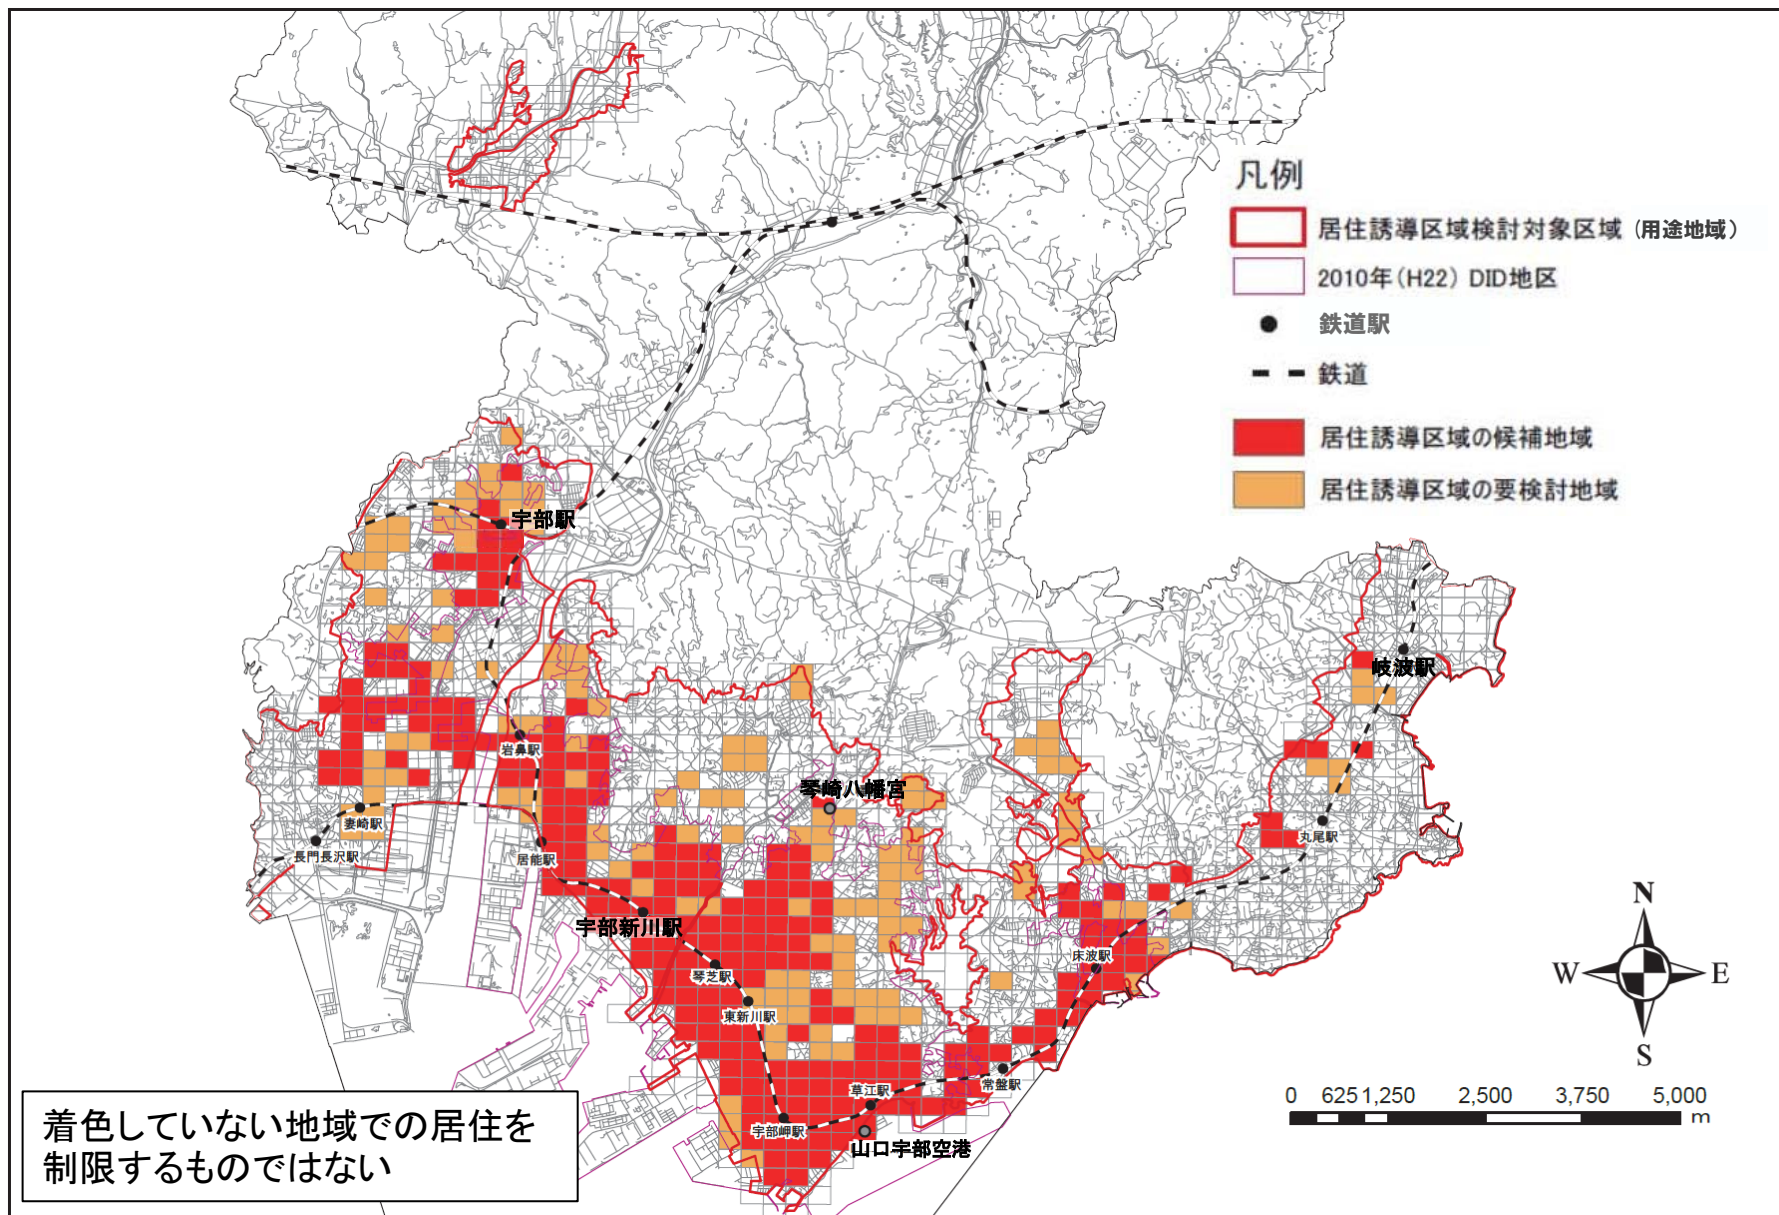 凡例
居住誘導区域検討対象区域 (用途地域)
2010年(H22) DID地区
鉄道駅
鉄道
居住誘導区域の候補地域
居住誘導区域の要検討地域
宇部駅
岐波駅
岩鼻駅
琴崎八幡宮
妻崎駅
丸尾駅
長門長沢駅
居能駅
宇部新川駅
床波駅
琴芝駅
東新川駅
常盤駅
草江駅
宇部岬駅
山口宇部空港
N
W
E
S
0 625 1,250 2,500 3,750 5,000
m
着色していない地域での居住を
制限するものではない